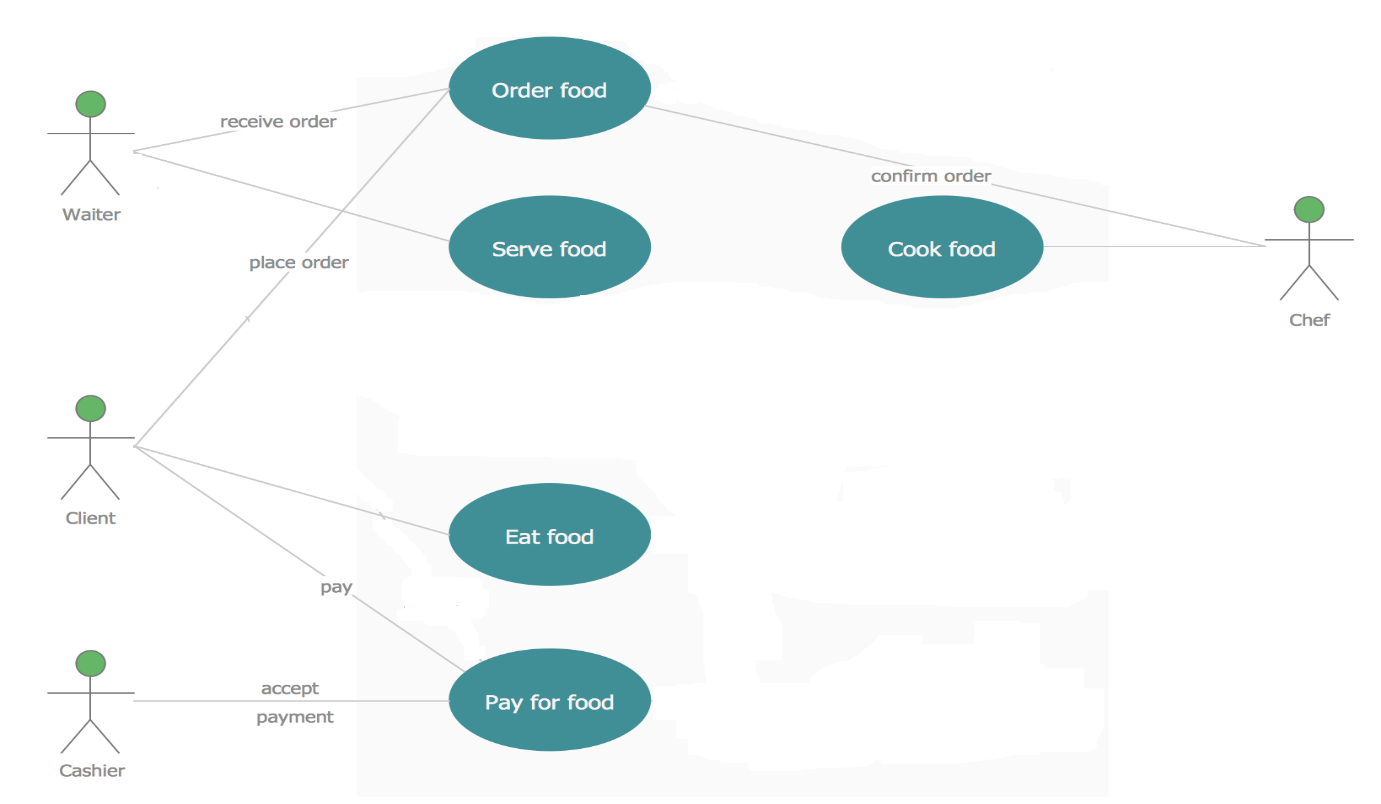 Order food
receive order
confirm order
Waiter
Serve food
Cook food
place order
Chef
Client
Eat food
pay
accept
payment
Pay for food
Cashier